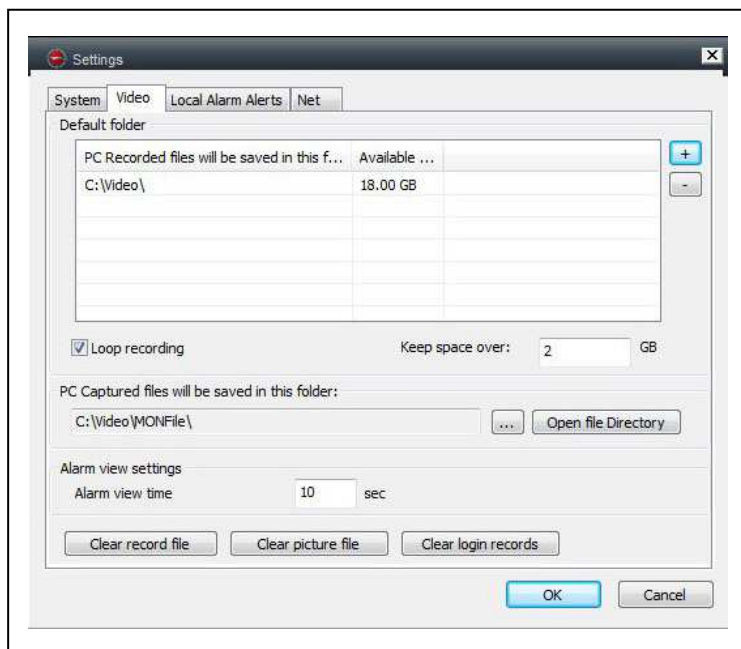 Settings
System Video Local Alarm Alerts Net
Default folder
PC Recorded files will be saved in this f... Available ...
+
C:\Video\ 18.00 GB
-
Loop recording Keep space over: 2 GB
PC Captured files will be saved in this folder:
C:\Video\MONFile\ ... Open file Directory
Alarm view settings
Alarm view time 10 sec
Clear record file Clear picture file Clear login records
OK Cancel